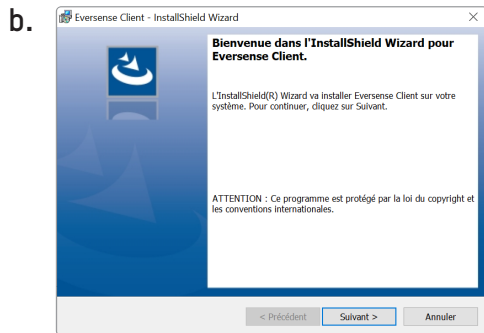 b.
Eversense Client - InstallShield Wizard
Bienvenue dans l'InstallShield Wizard pour
Eversense Client.
L'InstallShield(R) Wizard va installer Eversense Client sur votre
système. Pour continuer, cliquez sur Suivant.
ATTENTION : Ce programme est protégé par la loi du copyright et
les conventions internationales.
< Précédent Suivant > Annuler